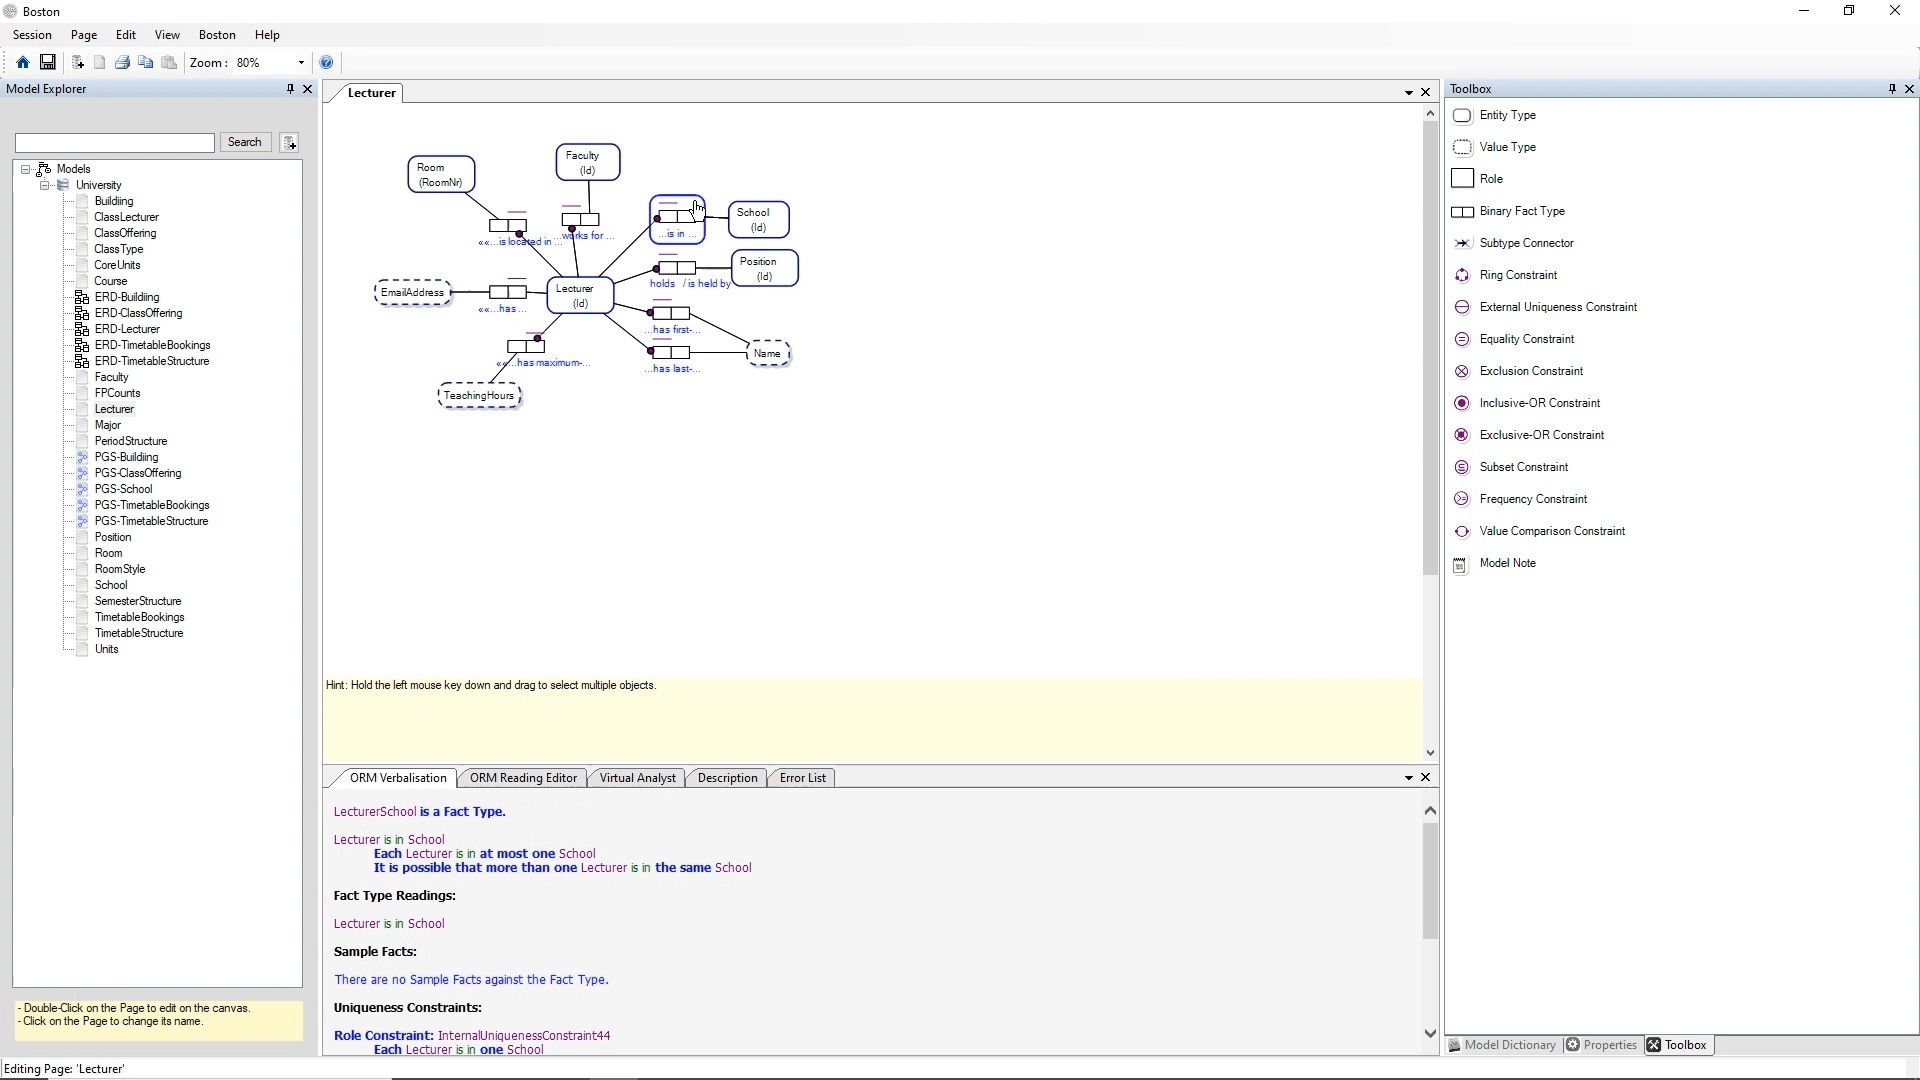 Boston
Session Page Edit View Boston Help
Zoom : 80%
Model Explorer
Search
Models
University
Buildiing
ClassLecturer
ClassOffering
ClassType
CoreUnits
Course
ERD-Buildiing
ERD-ClassOffering
ERD-Lecturer
ERD-TimetableBookings
ERD-TimetableStructure
Faculty
FPCounts
Lecturer
Major
PeriodStructure
PGS-Buildiing
PGS-ClassOffering
PGS-School
PGS-TimetableBookings
PGS-TimetableStructure
Position
Room
RoomStyle
School
SemesterStructure
TimetableBookings
TimetableStructure
Units
- Double-Click on the Page to edit on the canvas.
- Click on the Page to change its name.
Lecturer
Room
(RoomNr)
Faculty
(Id)
School
(Id)
««...is located in ...
...works for ...
...is in ...
Position
(Id)
holds / is held by
EmailAddress
««...has ...
Lecturer
(Id)
...has first-...
««...has maximum-...
...has last-...
Name
TeachingHours
Hint: Hold the left mouse key down and drag to select multiple objects.
ORM Verbalisation ORM Reading Editor Virtual Analyst Description Error List
LecturerSchool is a Fact Type.
Lecturer is in School
Each Lecturer is in at most one School
It is possible that more than one Lecturer is in the same School
Fact Type Readings:
Lecturer is in School
Sample Facts:
There are no Sample Facts against the Fact Type.
Uniqueness Constraints:
Role Constraint: InternalUniquenessConstraint44
Each Lecturer is in one School
Toolbox
Entity Type
Value Type
Role
Binary Fact Type
Subtype Connector
Ring Constraint
External Uniqueness Constraint
Equality Constraint
Exclusion Constraint
Inclusive-OR Constraint
Exclusive-OR Constraint
Subset Constraint
Frequency Constraint
Value Comparison Constraint
Model Note
Model Dictionary Properties Toolbox
Editing Page: 'Lecturer'